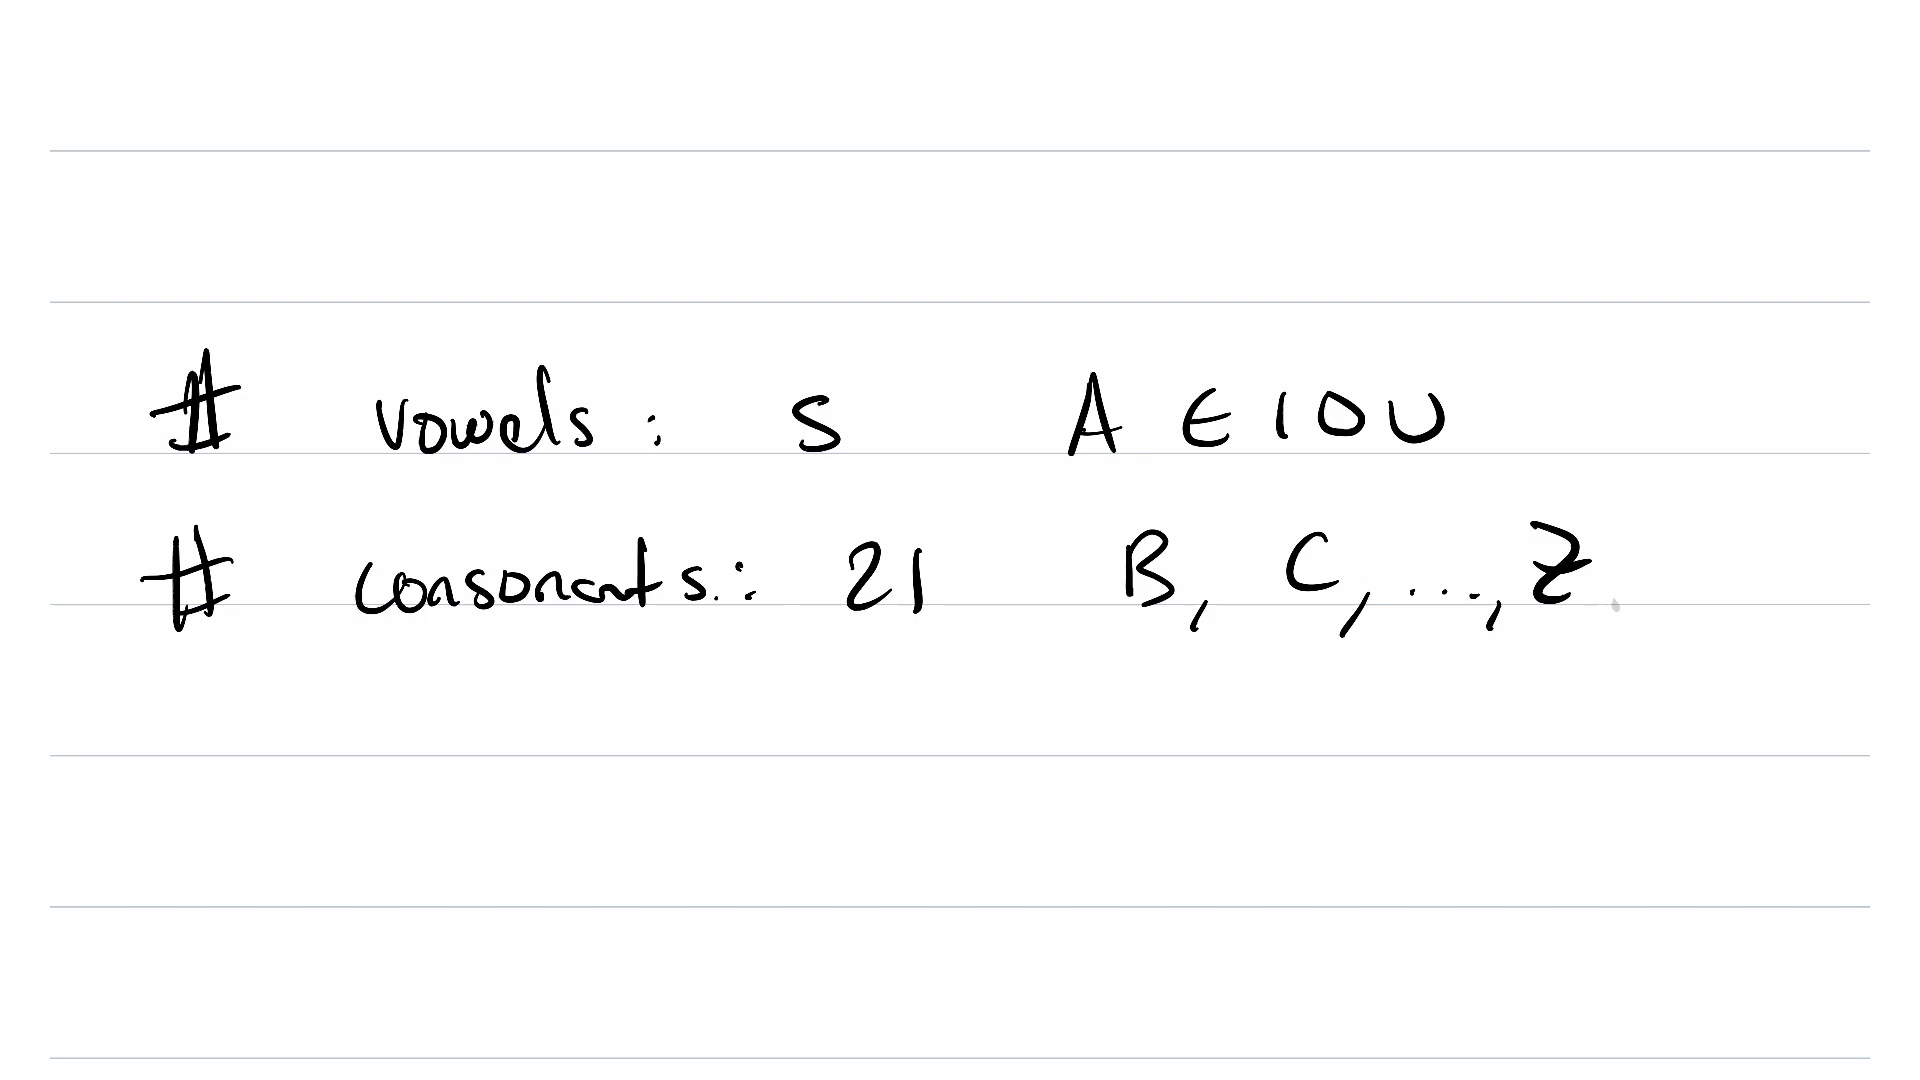 # vowels: 5 A E I O U
# consonants: 21 B, C, ..., Z